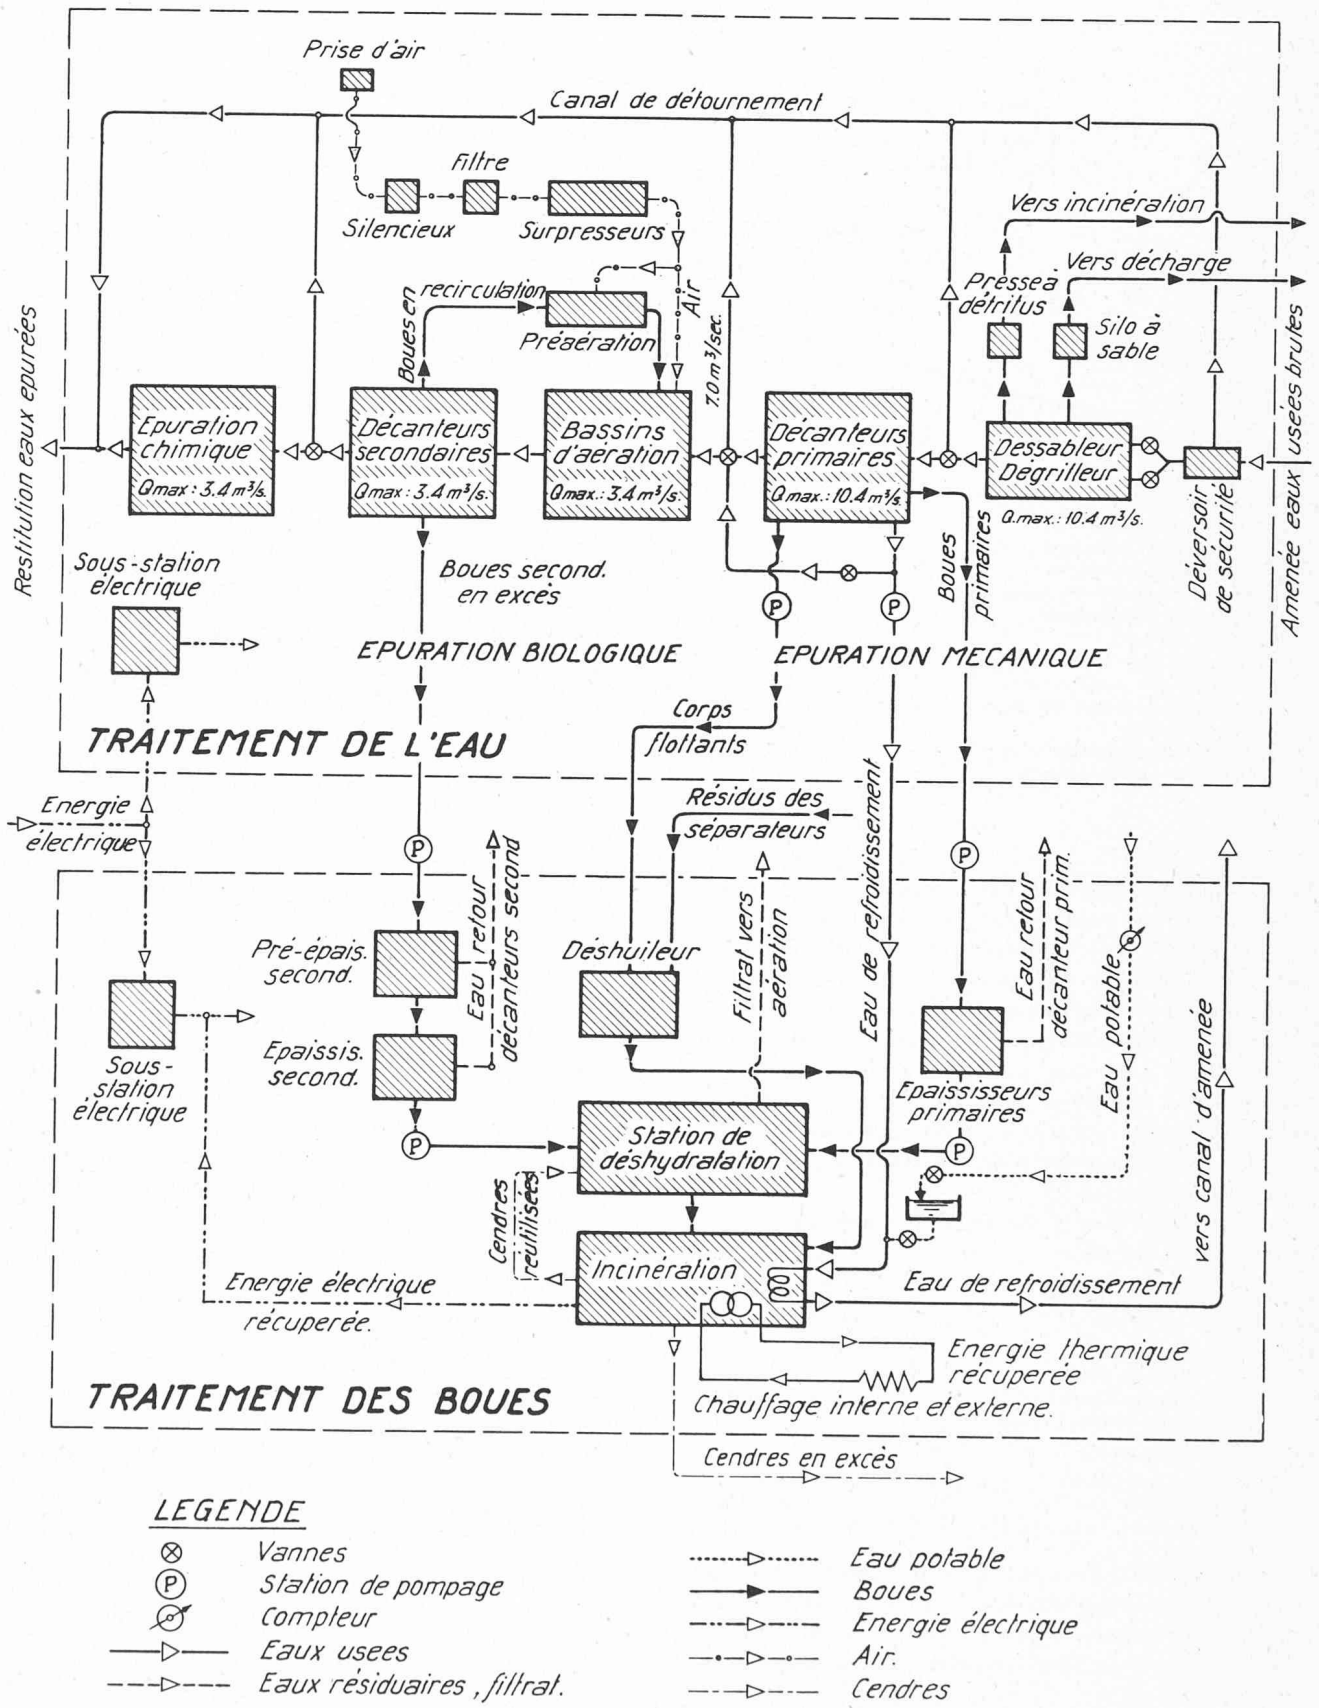 Prise d'air
Canal de détournement
Filtre
Silencieux
Surpresseurs
Vers incinération
Vers décharge
Presse à
détritus
Silo à
sable
Boues en
recirculation
Préaération
Air
7.0 m³/sec.
Restitution eaux epurées
Epuration
chimique
Qmax: 3.4 m³/s.
Décanteurs
secondaires
Qmax: 3.4 m³/s.
Bassins
d'aération
Qmax.: 3.4 m³/s.
Décanteurs
primaires
Qmax.: 10.4 m³/s.
Dessableur
Dégrilleur
Q.max.: 10.4 m³/s.
Déversoir
de sécurité
Amenée eaux usées brutes
Sous-station
électrique
Boues second.
en excès
Boues
primaires
P
P
EPURATION BIOLOGIQUE
EPURATION MECANIQUE
TRAITEMENT DE L'EAU
Corps
flottants
Energie
électrique
Résidus des
séparateurs
P
P
Eau de refroidissement
Pré-épais.
second.
Eau retour
décanteurs second
Déshuileur
Filtrat vers
aération
Eau retour
décanteur prim.
Eau potable
vers canal d'amenée
Epaissis.
second.
Sous-
station
électrique
Epaississeurs
primaires
P
P
Station de
déshydratation
Cendres
reutilisées
Incinération
Energie électrique
récuperée.
Eau de refroidissement
Energie thermique
récuperée
Chauffage interne et externe.
TRAITEMENT DES BOUES
Cendres en excès
LEGENDE
Vannes
P Station de pompage
Compteur
Eaux usees
Eaux résiduaires, filtrat.
Eau potable
Boues
Energie électrique
Air.
Cendres